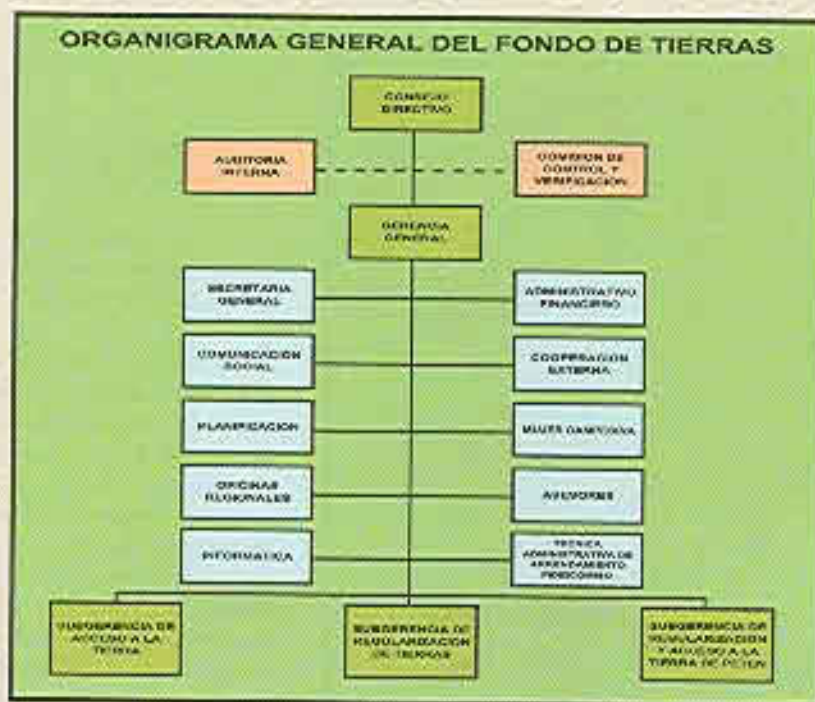 ORGANIGRAMA GENERAL DEL FONDO DE TIERRAS
CONSEJO
DIRECTIVO
AUDITORIA
INTERNA
COMISION DE
CONTROL Y
VERIFICACION
GERENCIA
GENERAL
SECRETARIA
GENERAL
ADMINISTRATIVO
FINANCIERO
COMUNICACIÓN
SOCIAL
COOPERACION
EXTERNA
PLANIFICACION
MUJER CAMPESINA
OFICINAS
REGIONALES
ASESORES
INFORMATICA
TECNICA
ADMINISTRATIVA DE
ARRENDAMIENTO
FIDEICOMISO
SUBGERENCIA DE
ACCESO A LA
TIERRA
SUBGERENCIA DE
REGULARIZACION
DE TIERRAS
SUBGERENCIA DE
REGULARIZACION
Y ACCESO A LA
TIERRA DE PETEN